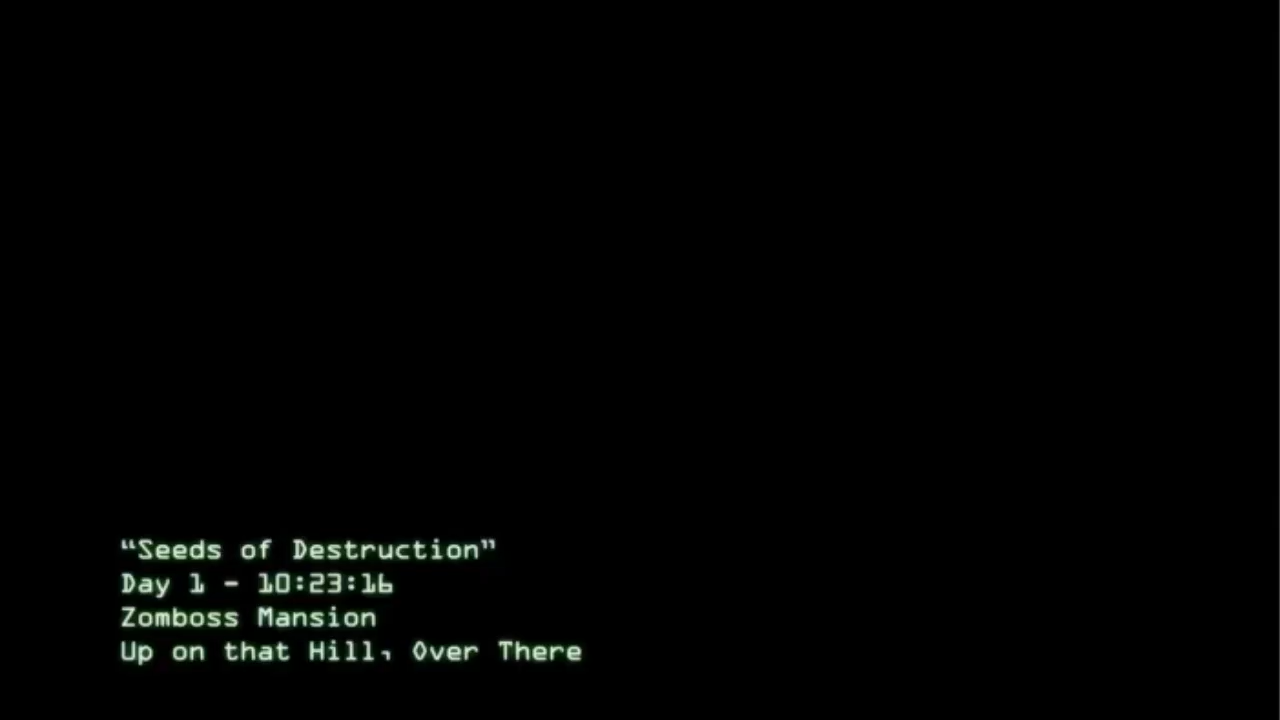 “Seeds of Destruction”
Day 1 - 10:23:16
Zomboss Mansion
Up on that Hill, Over There